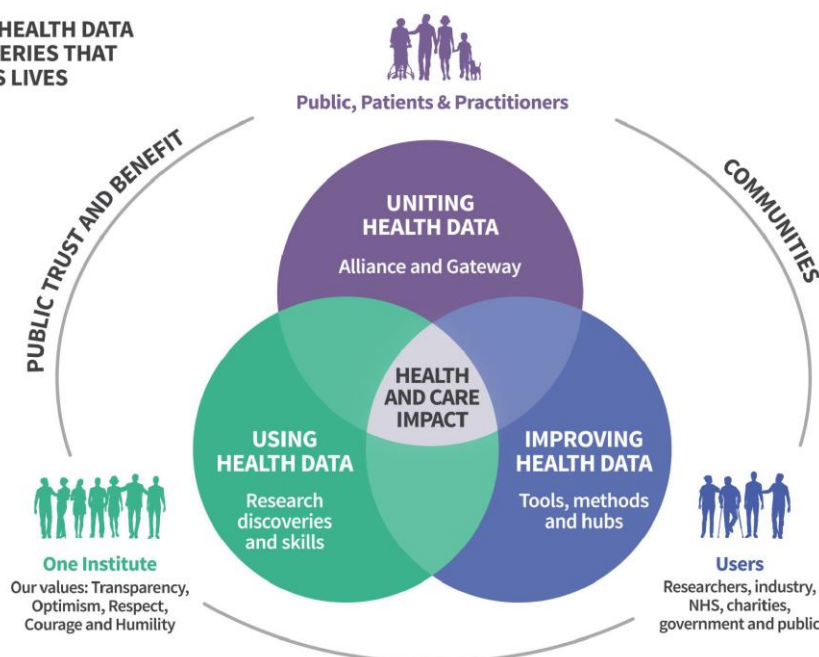 HEALTH DATA
ERIES THAT
S LIVES
Public, Patients & Practitioners
PUBLIC TRUST AND BENEFIT
COMMUNITIES
UNITING
HEALTH DATA
Alliance and Gateway
HEALTH
AND CARE
IMPACT
USING
HEALTH DATA
Research
discoveries
and skills
IMPROVING
HEALTH DATA
Tools, methods
and hubs
One Institute
Our values: Transparency,
Optimism, Respect,
Courage and Humility
Users
Researchers, industry,
NHS, charities,
government and public